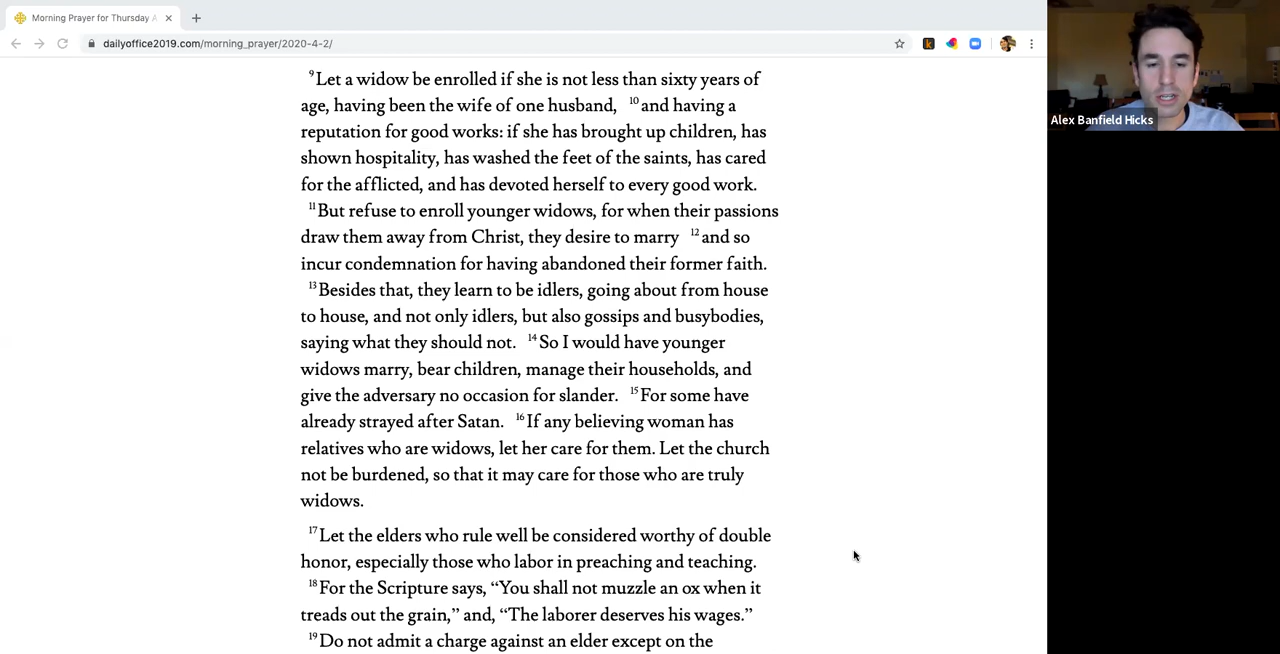 Morning Prayer for Thursday A
dailyoffice2019.com/morning_prayer/2020-4-2/
Alex Banfield Hicks
9 Let a widow be enrolled if she is not less than sixty years of
age, having been the wife of one husband, 10 and having a
reputation for good works: if she has brought up children, has
shown hospitality, has washed the feet of the saints, has cared
for the afflicted, and has devoted herself to every good work.
11 But refuse to enroll younger widows, for when their passions
draw them away from Christ, they desire to marry 12 and so
incur condemnation for having abandoned their former faith.
13 Besides that, they learn to be idlers, going about from house
to house, and not only idlers, but also gossips and busybodies,
saying what they should not. 14 So I would have younger
widows marry, bear children, manage their households, and
give the adversary no occasion for slander. 15 For some have
already strayed after Satan. 16 If any believing woman has
relatives who are widows, let her care for them. Let the church
not be burdened, so that it may care for those who are truly
widows.
17 Let the elders who rule well be considered worthy of double
honor, especially those who labor in preaching and teaching.
18 For the Scripture says, “You shall not muzzle an ox when it
treads out the grain,” and, “The laborer deserves his wages.”
19 Do not admit a charge against an elder except on the